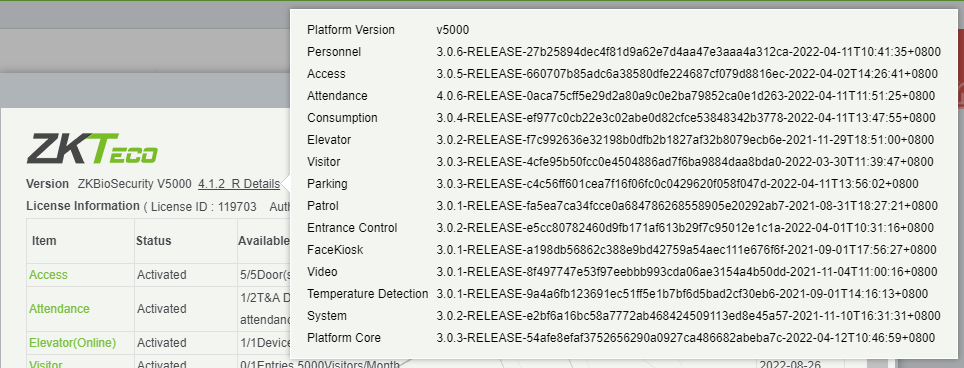 Platform Version v5000
Personnel 3.0.6-RELEASE-27b25894dec4f81d9a62e7d4aa47e3aaa4a312ca-2022-04-11T10:41:35+0800
Access 3.0.5-RELEASE-660707b85adc6a38580dfe224687cf079d8816ec-2022-04-02T14:26:41+0800
Attendance 4.0.6-RELEASE-0aca75cff5e29d2a80a9c0e2ba79852ca0e1d263-2022-04-11T11:51:25+0800
Consumption 3.0.4-RELEASE-ef977c0cb22e3c02abe0d82cfce53848342b3778-2022-04-11T13:47:55+0800
Elevator 3.0.2-RELEASE-f7c992636e32198b0dfb2b1827af32b8079ecb6e-2021-11-29T18:51:00+0800
Visitor 3.0.3-RELEASE-4cfe95b50fcc0e4504886ad7f6ba9884daa8bda0-2022-03-30T11:39:47+0800
Parking 3.0.3-RELEASE-c4c56ff601cea7f16f06fc0c0429620f058f047d-2022-04-11T13:56:02+0800
Patrol 3.0.1-RELEASE-fa5ea7ca34fcce0a684786268558905e20292ab7-2021-08-31T18:27:21+0800
Entrance Control 3.0.2-RELEASE-e5cc80782460d9fb171af613b29f7c95012e1c1a-2022-04-01T10:31:16+0800
FaceKiosk 3.0.1-RELEASE-a198db56862c388e9bd42759a54aec111e676f6f-2021-09-01T17:56:27+0800
Video 3.0.1-RELEASE-8f497747e53f97eebbb993cda06ae3154a4b50dd-2021-11-04T11:00:16+0800
Temperature Detection 3.0.1-RELEASE-9a4a6fb123691ec51ff5e1b7bf6d5bad2cf30eb6-2021-09-01T14:16:13+0800
System 3.0.2-RELEASE-e2bf6a16bc58a7772ab468424509113ed8e45a57-2021-11-10T16:31:31+0800
Platform Core 3.0.3-RELEASE-54afe8efaf3752656290a0927ca486682abeba7c-2022-04-12T10:46:59+0800
ZKTECO
Version ZKBioSecurity V5000 4.1.2_R Details
License Information ( License ID : 119703 Auth
Item Status Available
Access Activated 5/5Door(s
Attendance Activated 1/2T&A D
attendanc
Elevator(Online) Activated 1/1Device
Visitor Activated 0/1Entries 5000Visitors/Month 2022-08-26